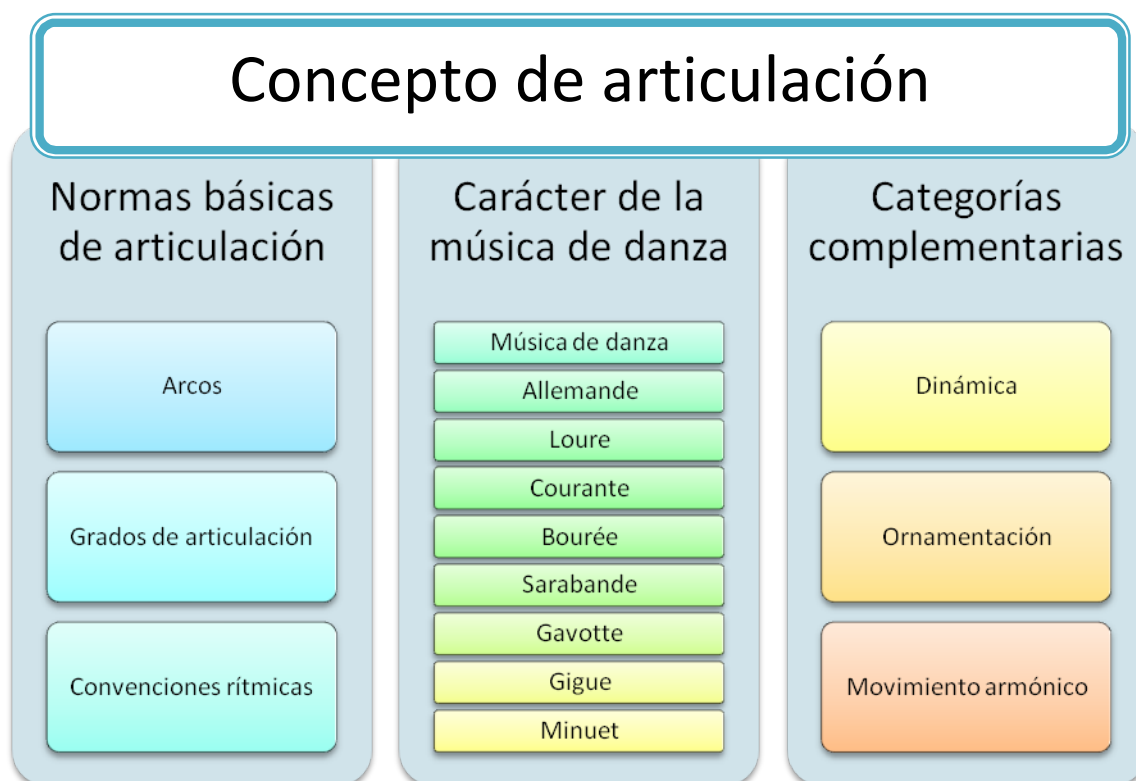 Concepto de articulación
Normas básicas
de articulación
Arcos
Grados de articulación
Convenciones rítmicas
Carácter de la
música de danza
Música de danza
Allemande
Loure
Courante
Bourée
Sarabande
Gavotte
Gigue
Minuet
Categorías
complementarias
Dinámica
Ornamentación
Movimiento armónico